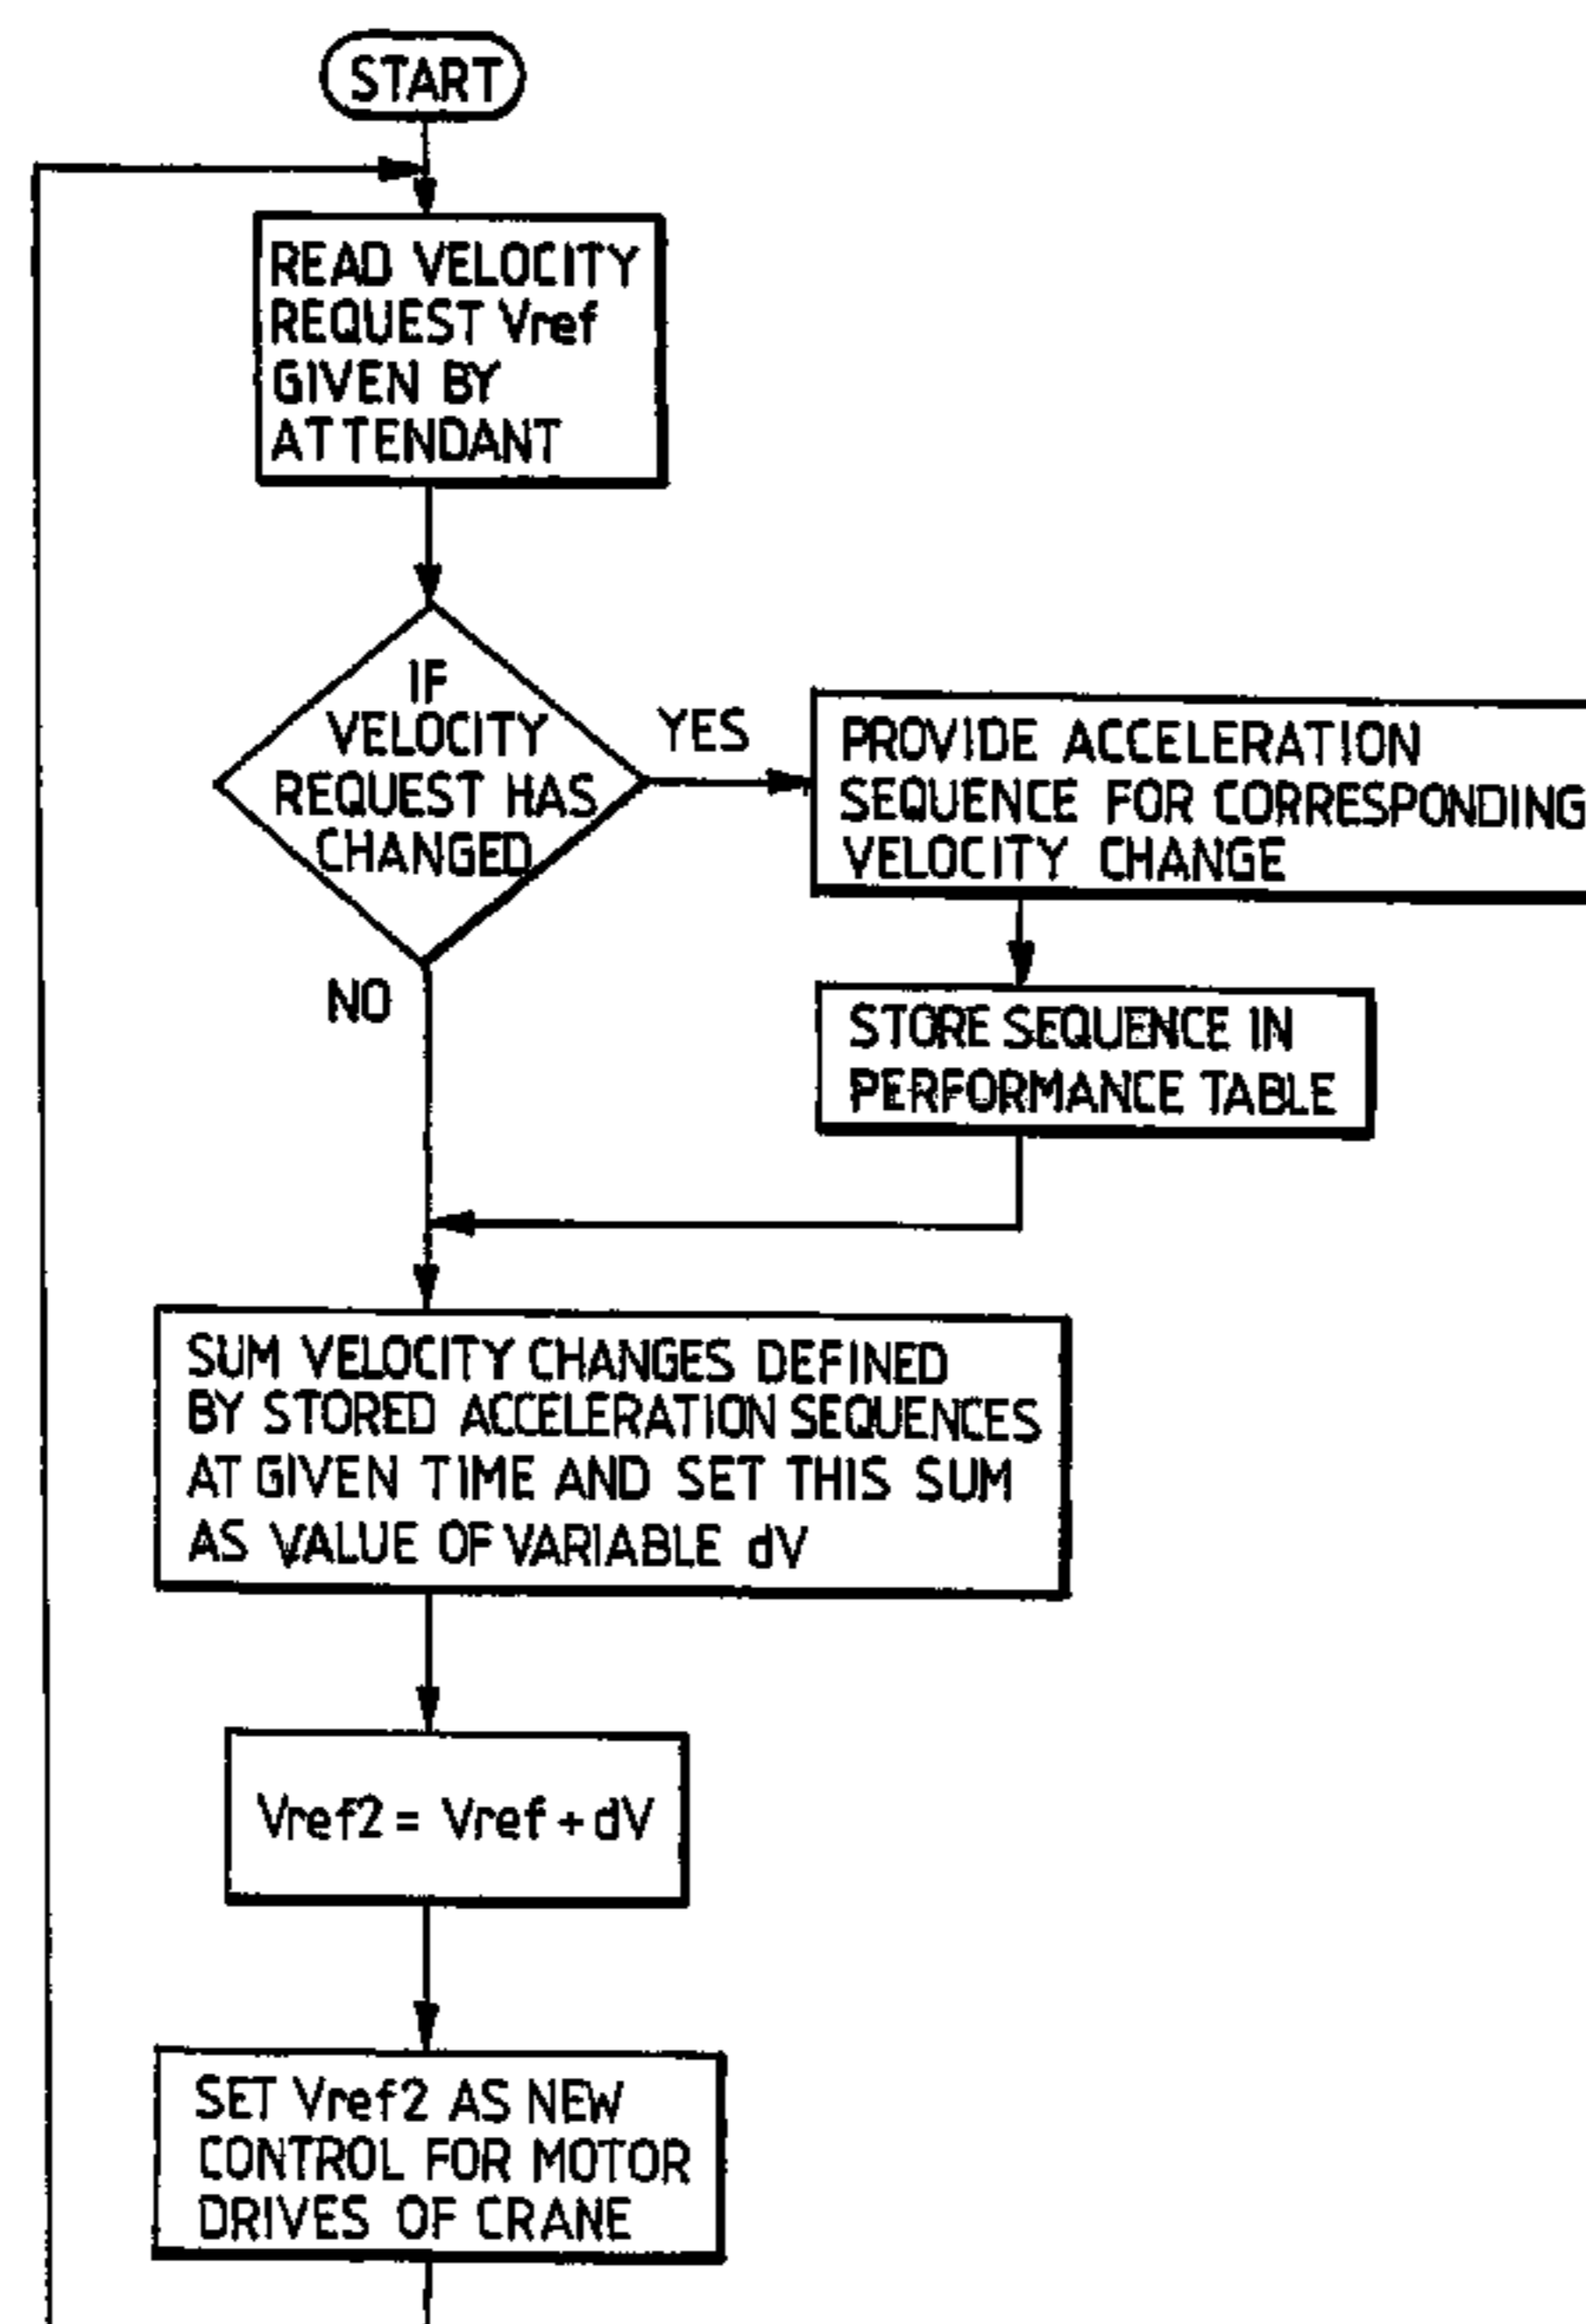 START
READ VELOCITY
REQUEST Vref
GIVEN BY
ATTENDANT
IF
VELOCITY
REQUEST HAS
CHANGED
YES
PROVIDE ACCELERATION
SEQUENCE FOR CORRESPONDING
VELOCITY CHANGE
NO
STORE SEQUENCE IN
PERFORMANCE TABLE
SUM VELOCITY CHANGES DEFINED
BY STORED ACCELERATION SEQUENCES
AT GIVEN TIME AND SET THIS SUM
AS VALUE OF VARIABLE dV
Vref2 = Vref + dV
SET Vref2 AS NEW
CONTROL FOR MOTOR
DRIVES OF CRANE